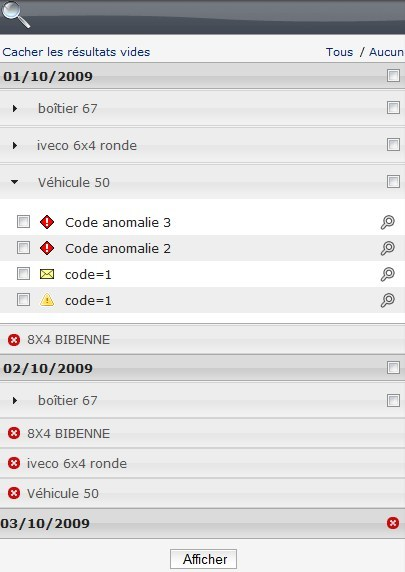 Cacher les résultats vides Tous / Aucun
01/10/2009
boîtier 67
iveco 6x4 ronde
Véhicule 50
Code anomalie 3
Code anomalie 2
code=1
code=1
8X4 BIBENNE
02/10/2009
boîtier 67
8X4 BIBENNE
iveco 6x4 ronde
Véhicule 50
03/10/2009
Afficher